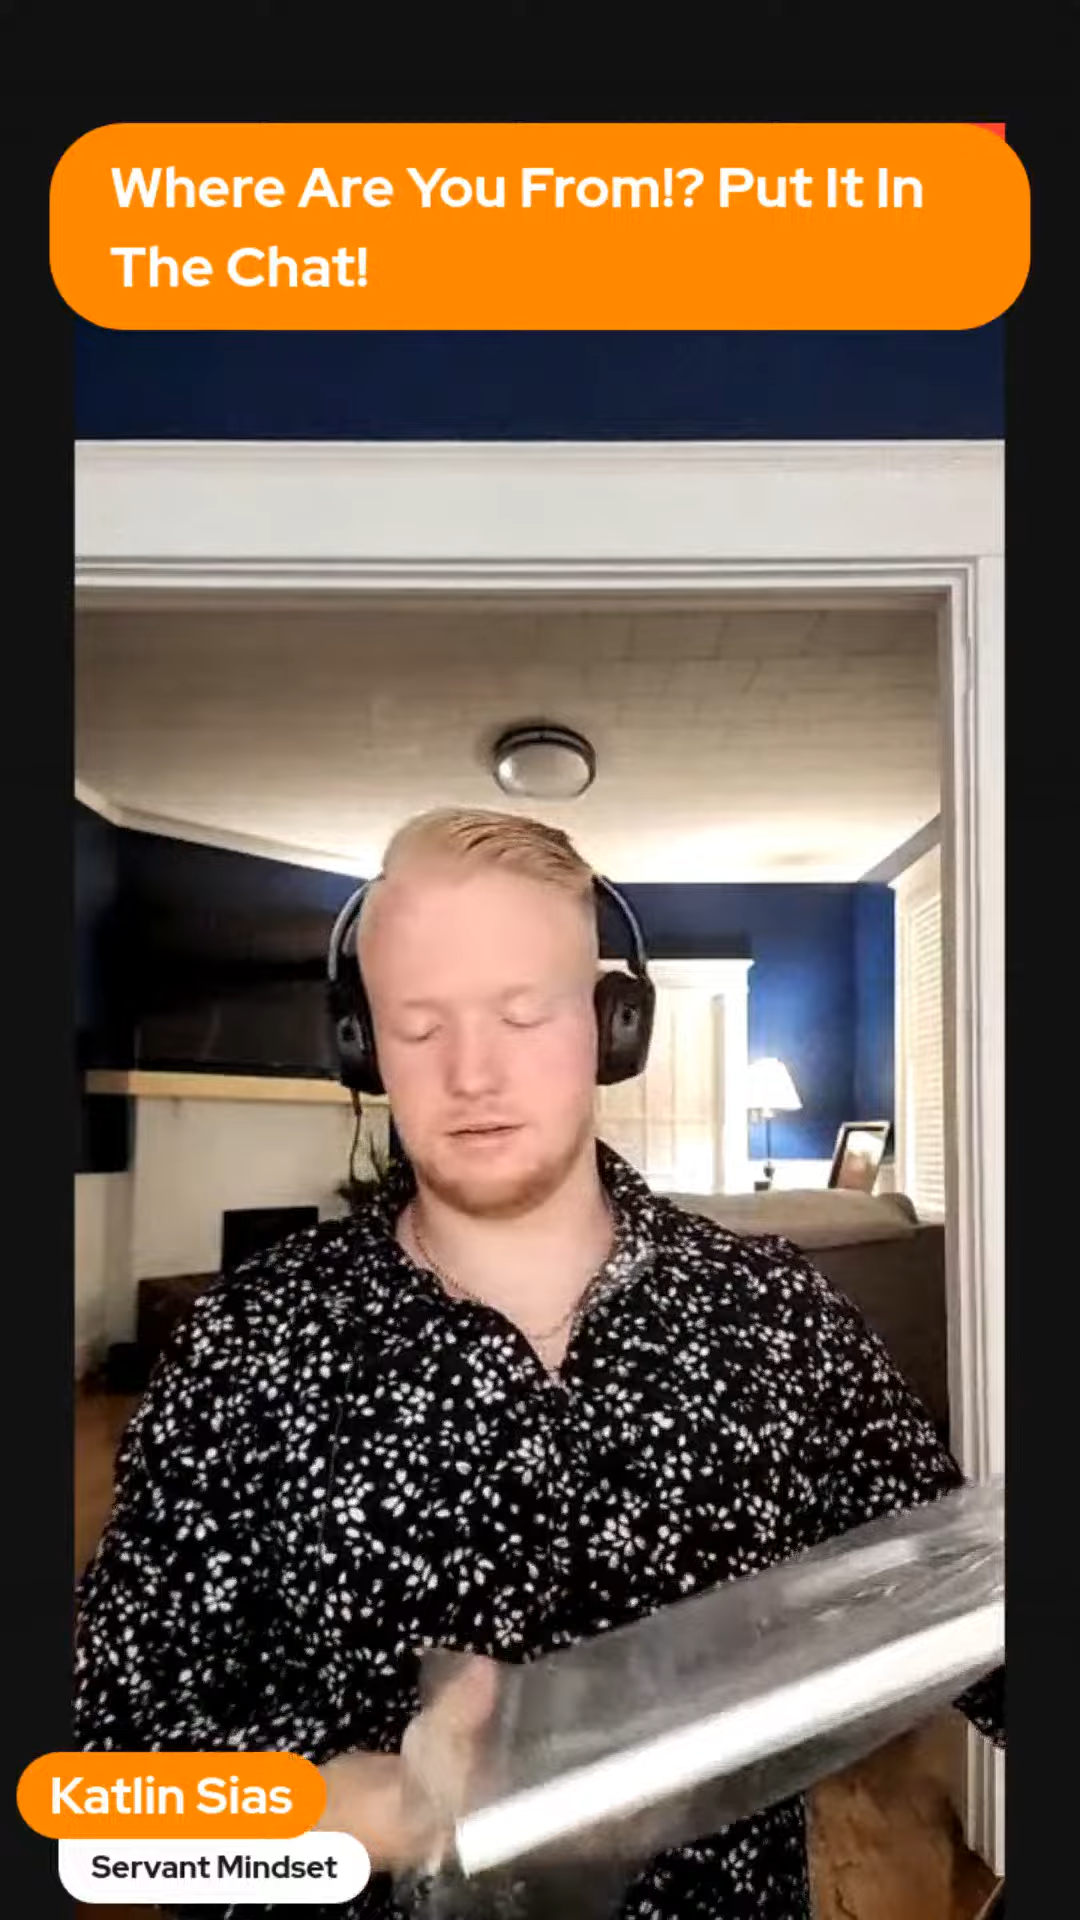 Where Are You From!? Put It In
The Chat!
Katlin Sias
Servant Mindset